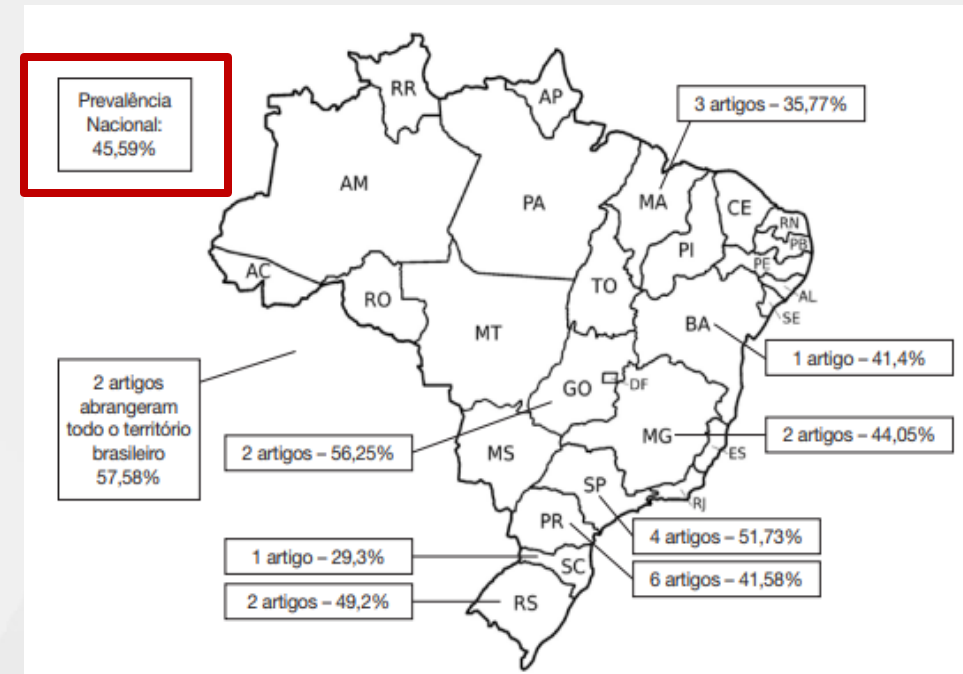 Prevalência
Nacional:
45,59%
RR
AP
3 artigos – 35,77%
AM
PA
MA
CE
RN
PB
PI
PE
AC
TO
AL
RO
SE
BA
MT
1 artigo – 41,4%
2 artigos
abrangeram
todo o território
brasileiro
57,58%
GO
DF
MG
2 artigos – 44,05%
2 artigos – 56,25%
MS
ES
SP
RJ
PR
4 artigos – 51,73%
1 artigo – 29,3%
SC
6 artigos – 41,58%
2 artigos – 49,2%
RS